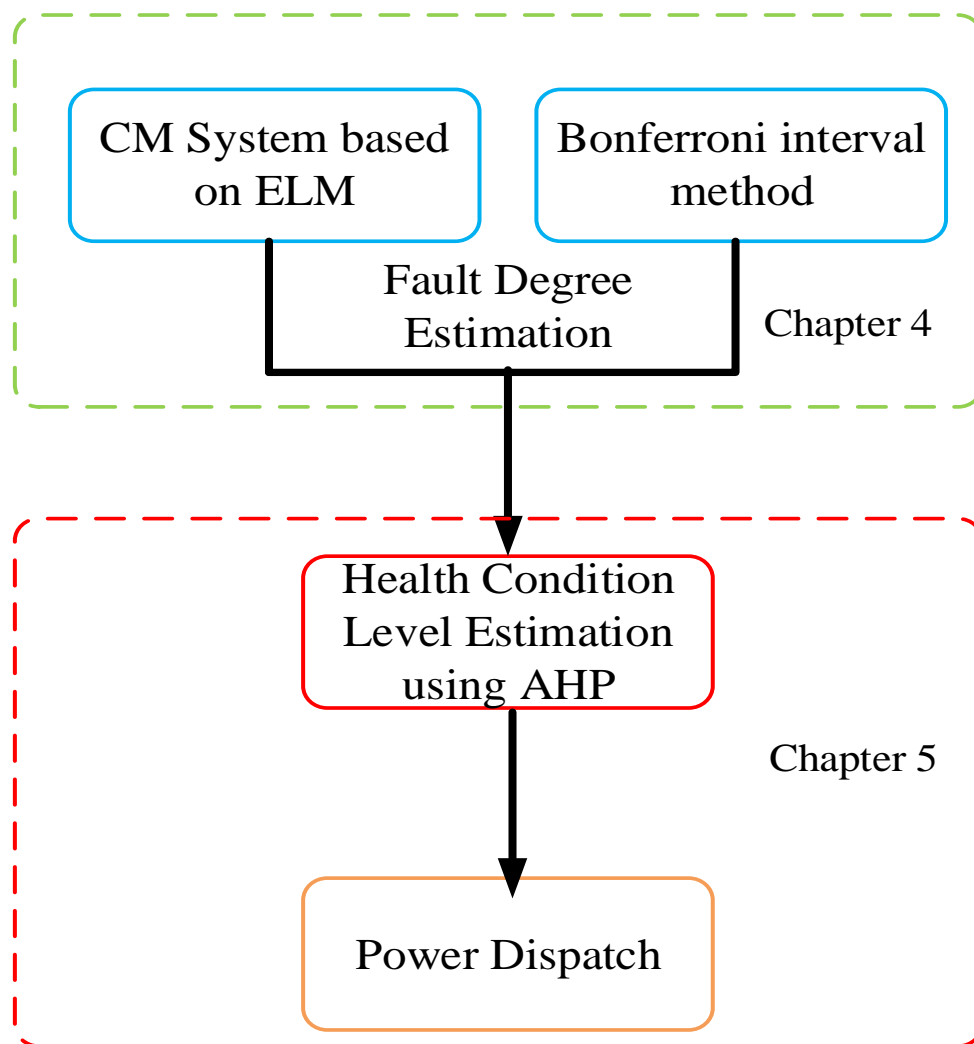 CM System based
on ELM
Bonferroni interval
method
Fault Degree
Estimation
Chapter 4
Health Condition
Level Estimation
using AHP
Chapter 5
Power Dispatch